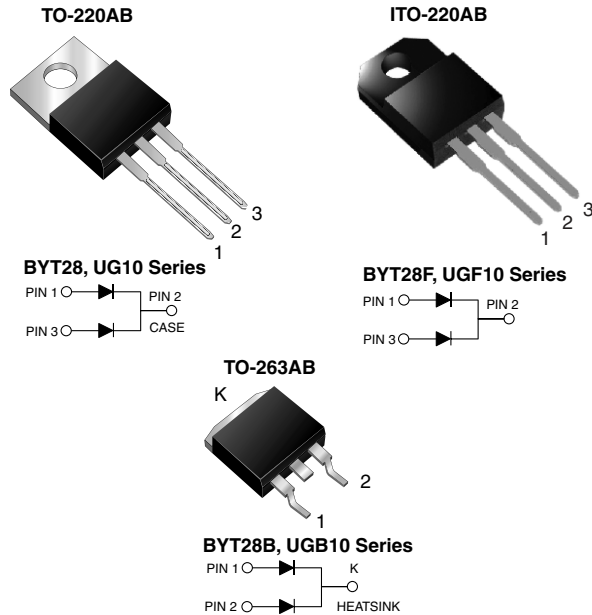 TO-220AB
ITO-220AB
3
2
1
3
2
1
BYT28, UG10 Series
PIN 1
PIN 2
PIN 3
CASE
BYT28F, UGF10 Series
PIN 1
PIN 2
PIN 3
TO-263AB
K
2
1
BYT28B, UGB10 Series
PIN 1
K
PIN 2
HEATSINK